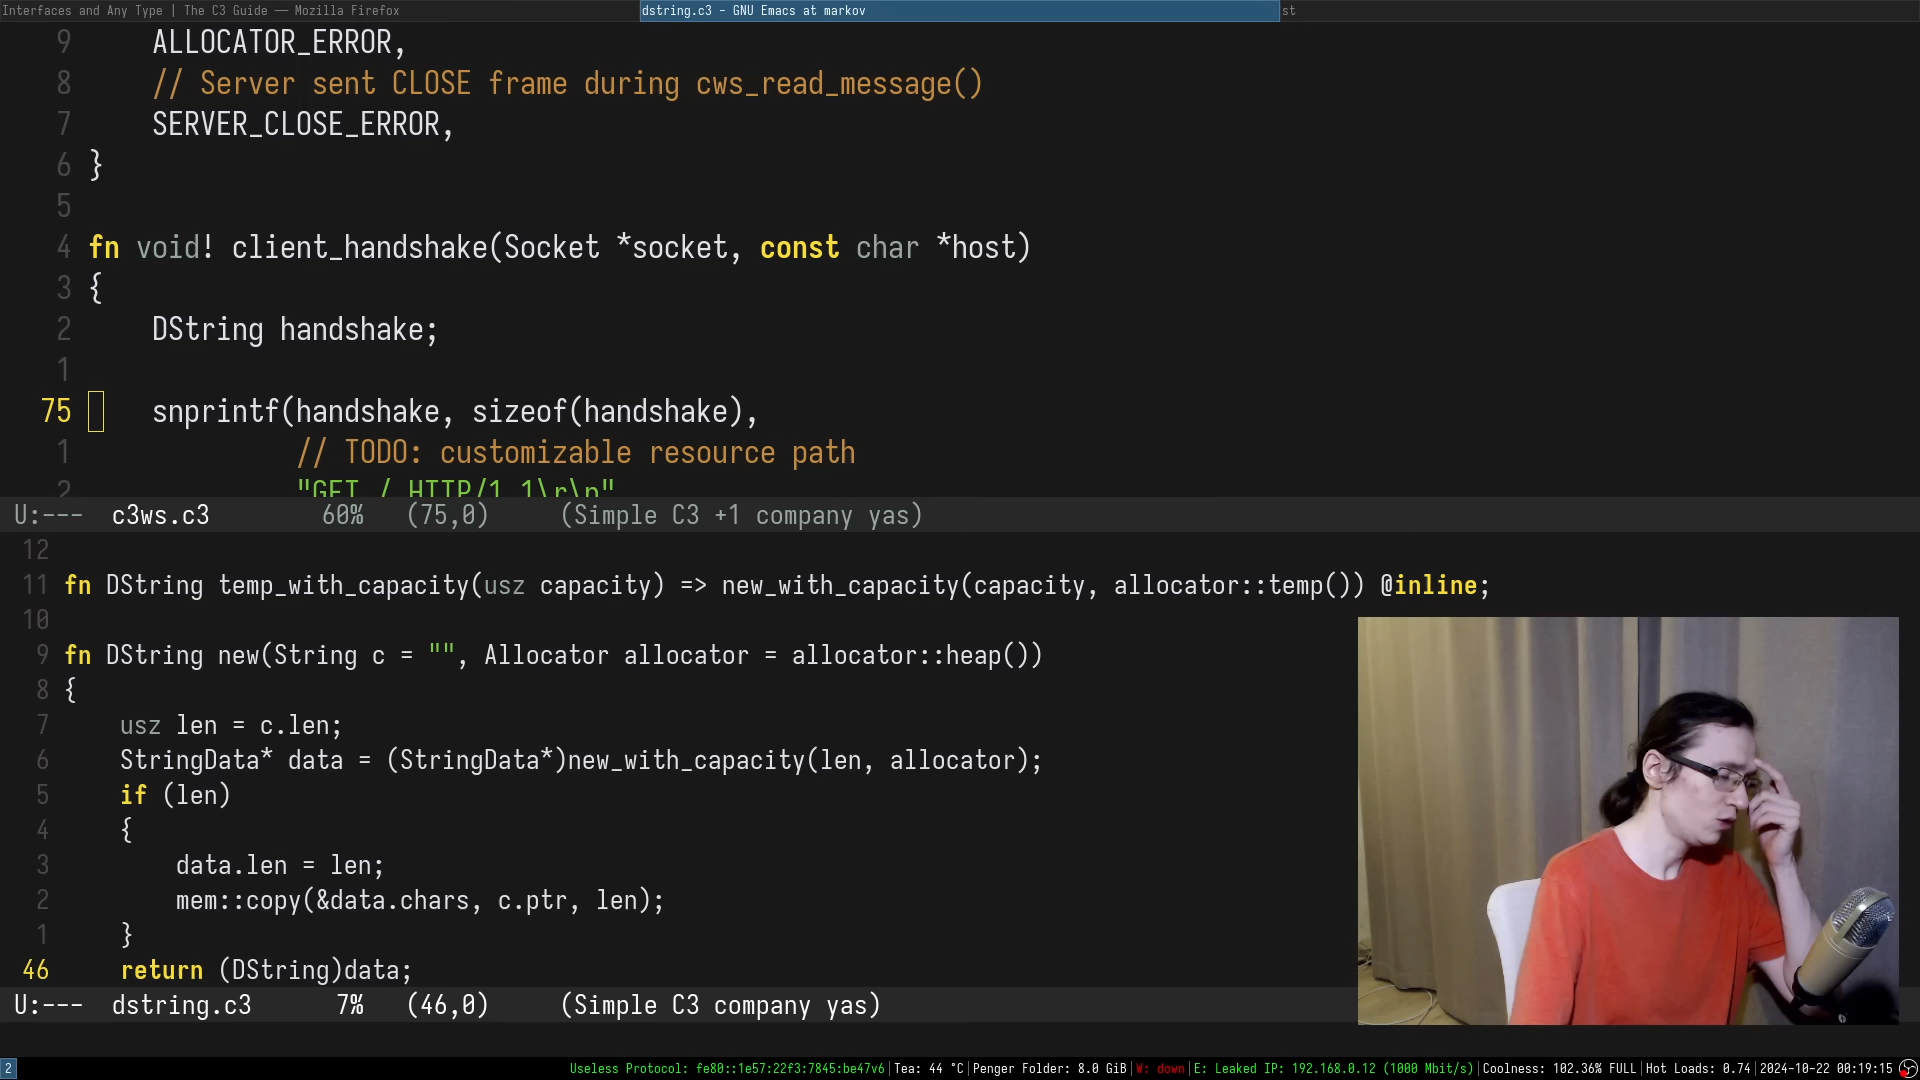 Interfaces and Any Type | The C3 Guide — Mozilla Firefox
dstring.c3 - GNU Emacs at markov
st
9 ALLOCATOR_ERROR,
8 // Server sent CLOSE frame during cws_read_message()
7 SERVER_CLOSE_ERROR,
6 }
5
4 fn void! client_handshake(Socket *socket, const char *host)
3 {
2 DString handshake;
1
75 snprintf(handshake, sizeof(handshake),
1 // TODO: customizable resource path
2 "GET / HTTP/1.1\r\n"
U:--- c3ws.c3 60% (75,0) (Simple C3 +1 company yas)
12
11 fn DString temp_with_capacity(usz capacity) => new_with_capacity(capacity, allocator::temp()) @inline;
10
9 fn DString new(String c = "", Allocator allocator = allocator::heap())
8 {
7 usz len = c.len;
6 StringData* data = (StringData*)new_with_capacity(len, allocator);
5 if (len)
4 {
3 data.len = len;
2 mem::copy(&data.chars, c.ptr, len);
1 }
46 return (DString)data;
U:--- dstring.c3 7% (46,0) (Simple C3 company yas)
2
Useless Protocol: fe80::1e57:22f3:7845:be47v6|Tea: 44 °C|Penger Folder: 8.0 GiB|W: down|E: Leaked IP: 192.168.0.12 (1000 Mbit/s)|Coolness: 102.36% FULL|Hot Loads: 0.74|2024-10-22 00:19:15